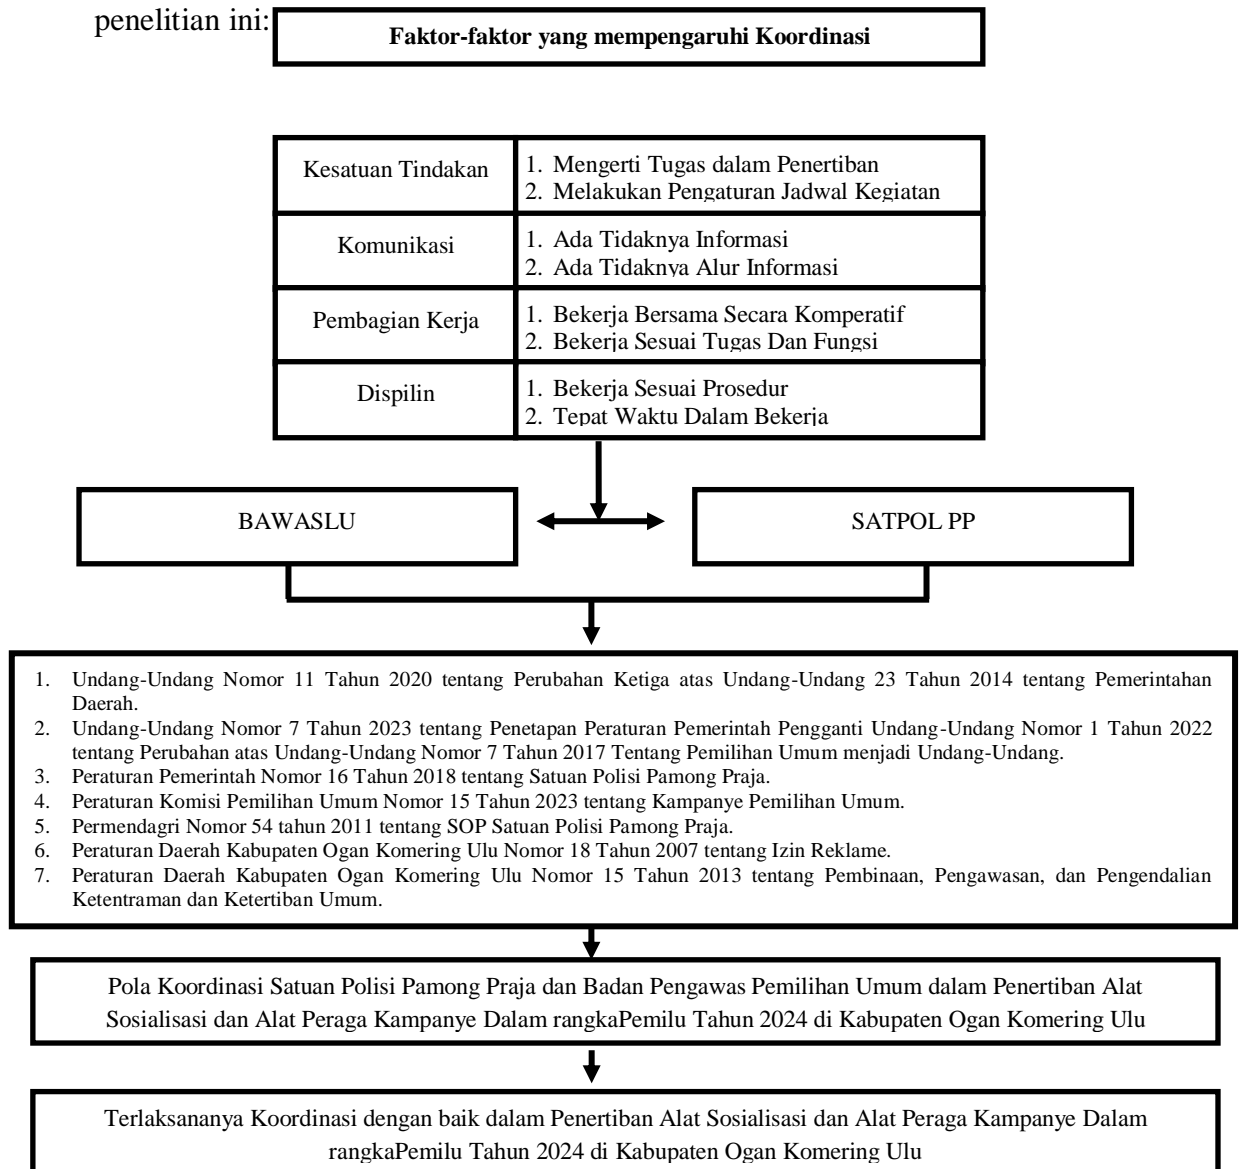 penelitian ini:
Faktor-faktor yang mempengaruhi Koordinasi
Kesatuan Tindakan
1. Mengerti Tugas dalam Penertiban
2. Melakukan Pengaturan Jadwal Kegiatan
Komunikasi
1. Ada Tidaknya Informasi
2. Ada Tidaknya Alur Informasi
Pembagian Kerja
1. Bekerja Bersama Secara Komperatif
2. Bekerja Sesuai Tugas Dan Fungsi
Dispilin
1. Bekerja Sesuai Prosedur
2. Tepat Waktu Dalam Bekerja
BAWASLU
SATPOL PP
1. Undang-Undang Nomor 11 Tahun 2020 tentang Perubahan Ketiga atas Undang-Undang 23 Tahun 2014 tentang Pemerintahan
Daerah.
2. Undang-Undang Nomor 7 Tahun 2023 tentang Penetapan Peraturan Pemerintah Pengganti Undang-Undang Nomor 1 Tahun 2022
tentang Perubahan atas Undang-Undang Nomor 7 Tahun 2017 Tentang Pemilihan Umum menjadi Undang-Undang.
3. Peraturan Pemerintah Nomor 16 Tahun 2018 tentang Satuan Polisi Pamong Praja.
4. Peraturan Komisi Pemilihan Umum Nomor 15 Tahun 2023 tentang Kampanye Pemilihan Umum.
5. Permendagri Nomor 54 tahun 2011 tentang SOP Satuan Polisi Pamong Praja.
6. Peraturan Daerah Kabupaten Ogan Komering Ulu Nomor 18 Tahun 2007 tentang Izin Reklame.
7. Peraturan Daerah Kabupaten Ogan Komering Ulu Nomor 15 Tahun 2013 tentang Pembinaan, Pengawasan, dan Pengendalian
Ketentraman dan Ketertiban Umum.
Pola Koordinasi Satuan Polisi Pamong Praja dan Badan Pengawas Pemilihan Umum dalam Penertiban Alat
Sosialisasi dan Alat Peraga Kampanye Dalam rangkaPemilu Tahun 2024 di Kabupaten Ogan Komering Ulu
Terlaksananya Koordinasi dengan baik dalam Penertiban Alat Sosialisasi dan Alat Peraga Kampanye Dalam
rangkaPemilu Tahun 2024 di Kabupaten Ogan Komering Ulu